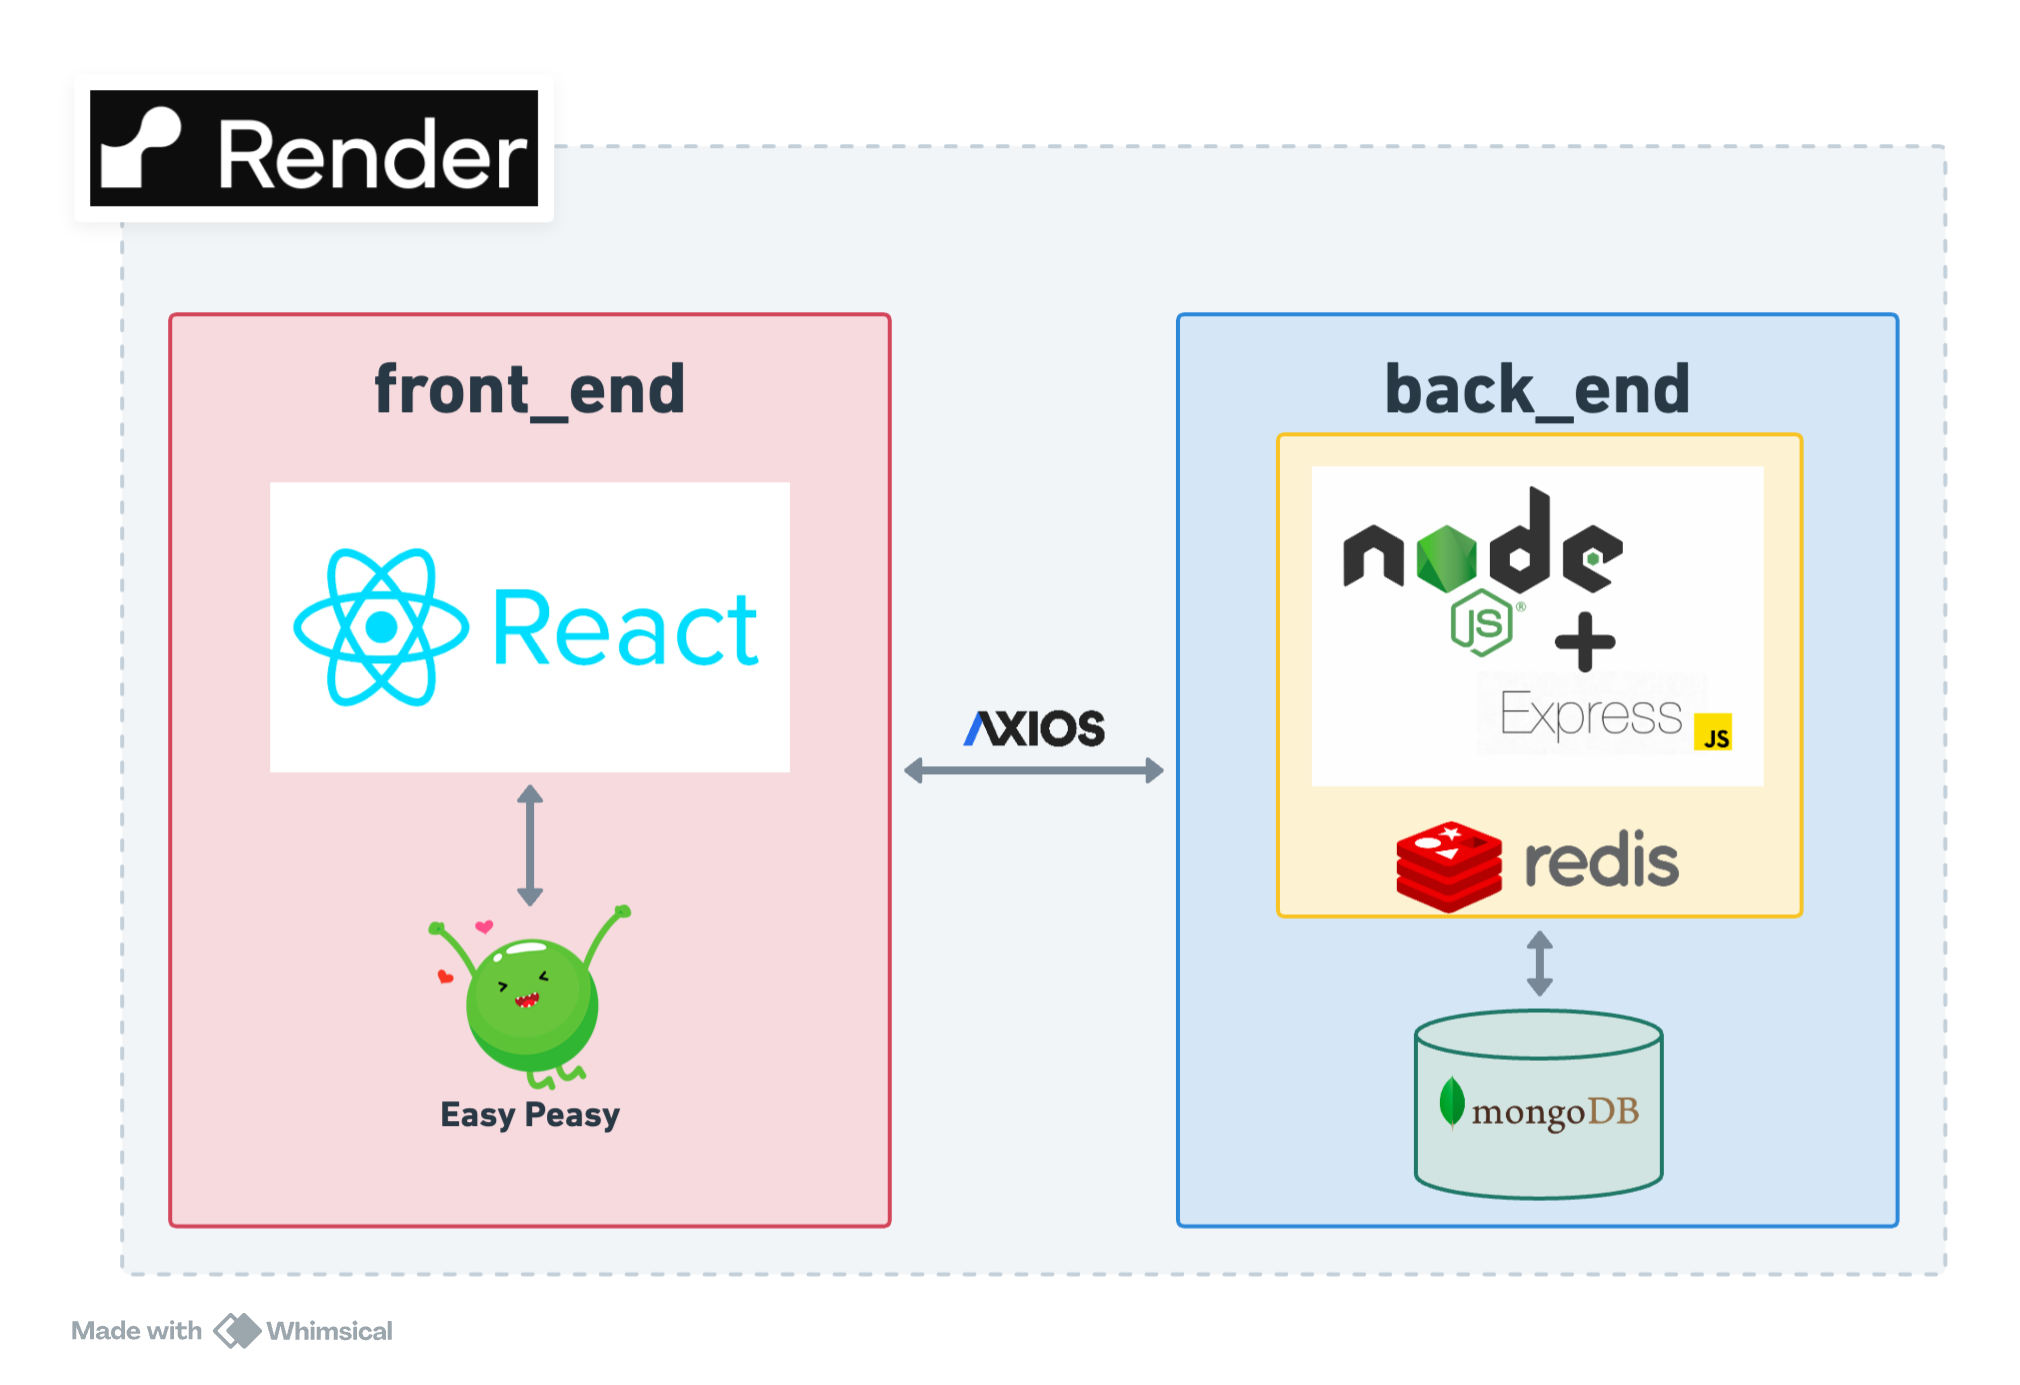 Render
front_end
back_end
React
node
JS®
+
Express
JS
AXIOS
redis
Easy Peasy
mongoDB
Made with Whimsical